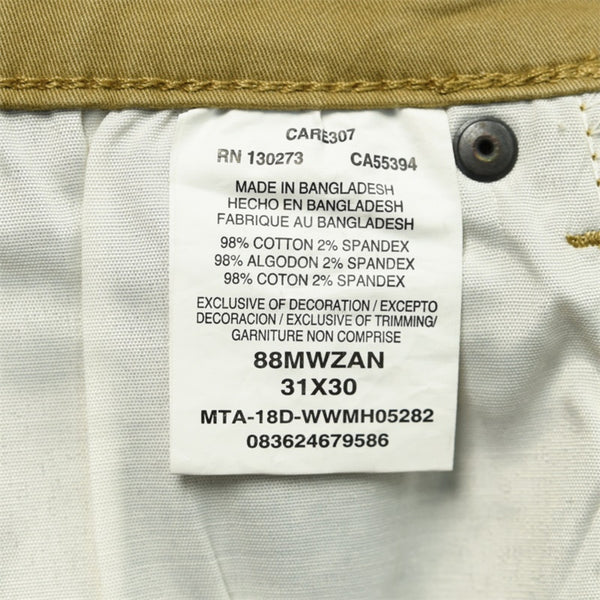 CARE307
RN 130273 CA55394
MADE IN BANGLADESH
HECHO EN BANGLADESH
FABRIQUE AU BANGLADESH
98% COTTON 2% SPANDEX
98% ALGODON 2% SPANDEX
98% COTON 2% SPANDEX
EXCLUSIVE OF DECORATION / EXCEPTO
DECORACION / EXCLUSIVE OF TRIMMING/
GARNITURE NON COMPRISE
88MWZAN
31X30
MTA-18D-WWMH05282
083624679586